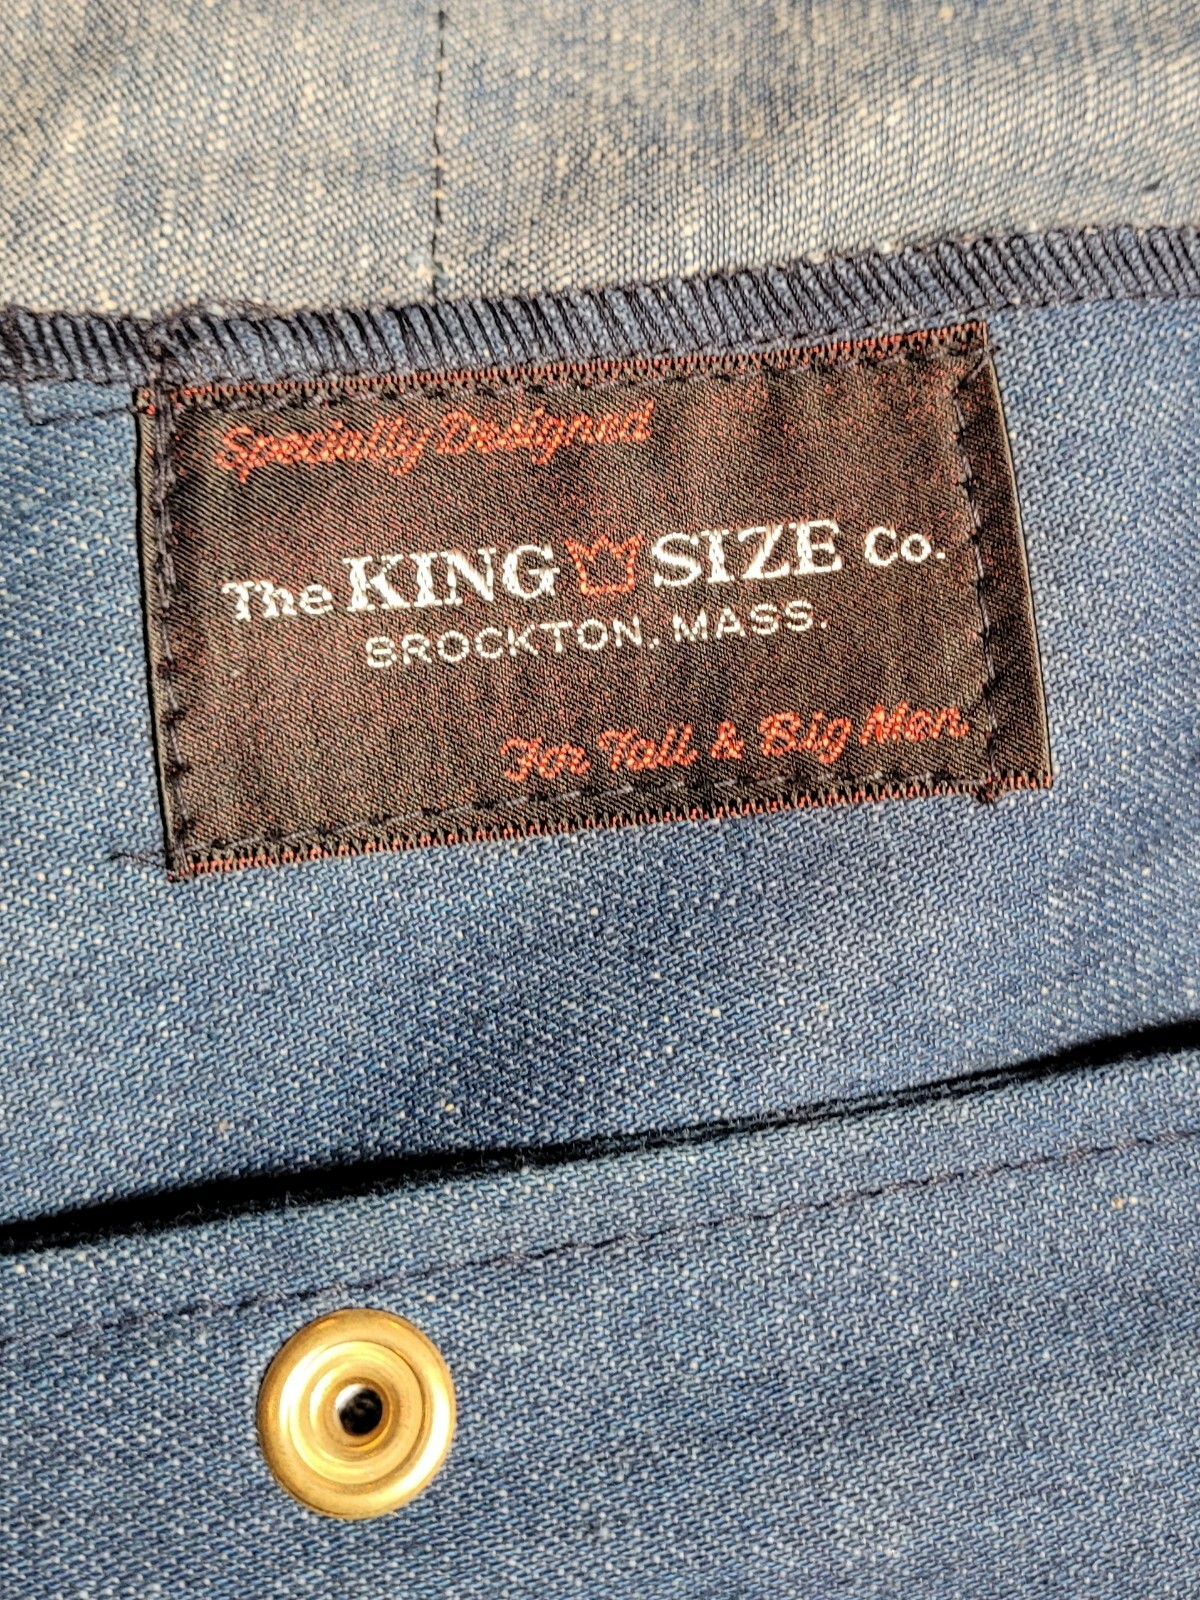 Specially Designed
The KING SIZE Co.
BROCKTON, MASS.
For Tall & Big Men